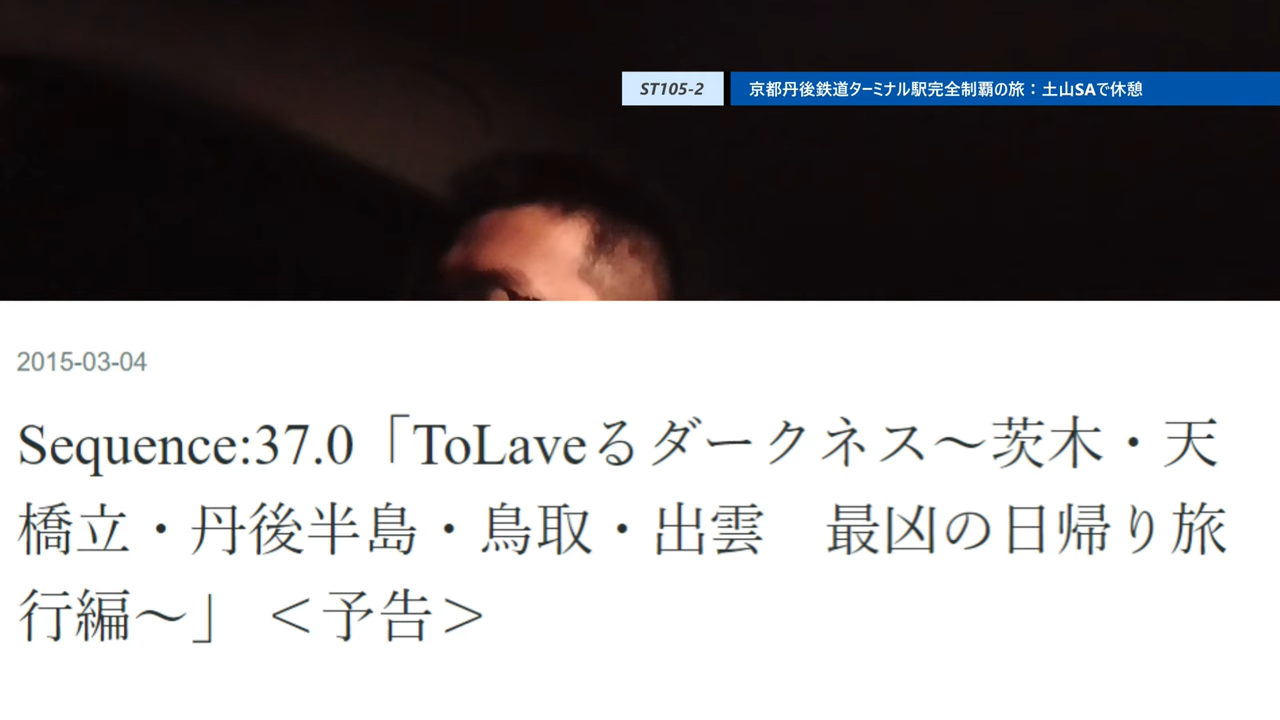 ST105-2
京都丹後鉄道ターミナル駅完全制覇の旅：土山SAで休憩
2015-03-04
Sequence:37.0「ToLaveるダークネス〜茨木・天
橋立・丹後半島・鳥取・出雲　最凶の日帰り旅
行編〜」＜予告＞